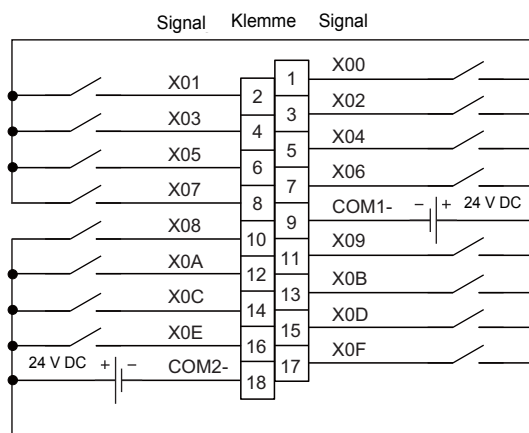 Signal Klemme Signal
1 X00
X01 2
3 X02
X03 4
5 X04
X05 6
7 X06
X07 8
9 COM1- – + 24 V DC
X08 10
11 X09
X0A 12
13 X0B
X0C 14
15 X0D
X0E 16
17 X0F
24 V DC + – COM2- 18